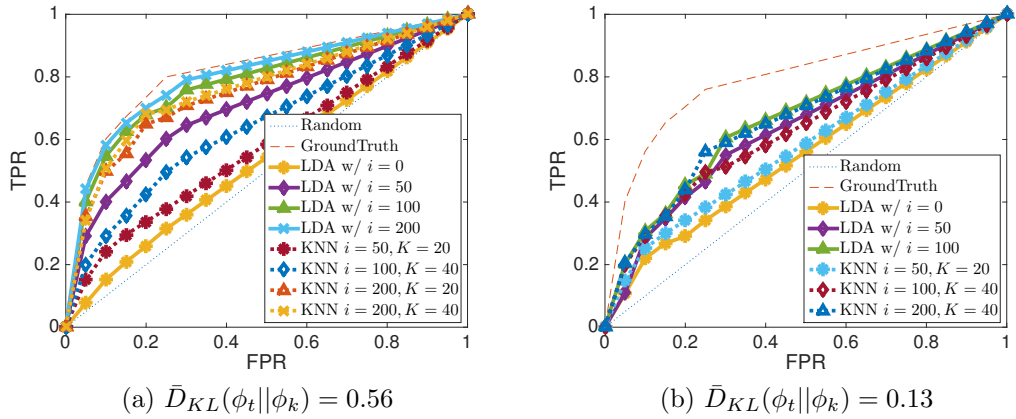 1
0.8
0.6
0.4
0.2
0
TPR
0
0.2
0.4
0.6
0.8
1
FPR
Random
GroundTruth
LDA w/ i = 0
LDA w/ i = 50
LDA w/ i = 100
LDA w/ i = 200
KNN i = 50, K = 20
KNN i = 100, K = 40
KNN i = 200, K = 20
KNN i = 200, K = 40
(a) D̄_{KL}(ϕ_t||ϕ_k) = 0.56
1
0.8
0.6
0.4
0.2
0
TPR
0
0.2
0.4
0.6
0.8
1
FPR
Random
GroundTruth
LDA w/ i = 0
LDA w/ i = 50
LDA w/ i = 100
KNN i = 50, K = 20
KNN i = 100, K = 40
KNN i = 200, K = 40
(b) D̄_{KL}(ϕ_t||ϕ_k) = 0.13